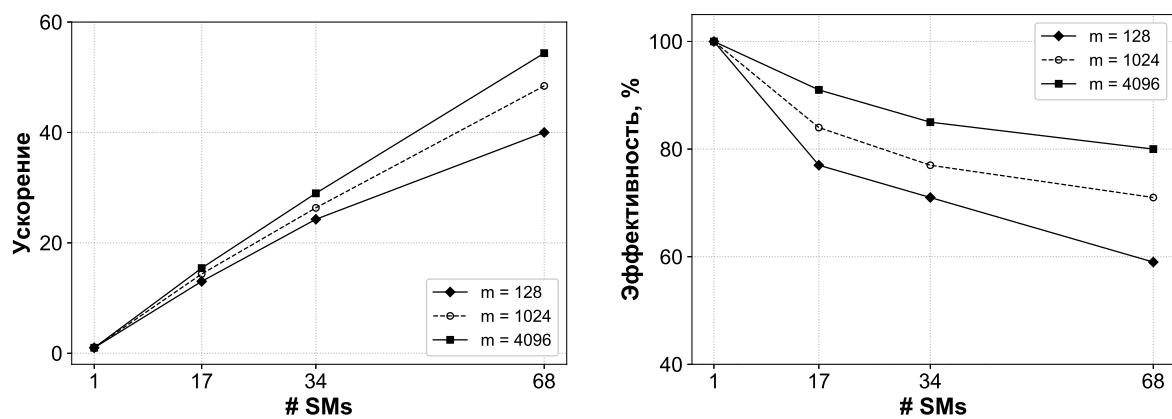 60
40
20
0
Ускорение
1
17
34
68
# SMs
m = 128
m = 1024
m = 4096
100
80
60
40
Эффективность, %
1
17
34
68
# SMs
m = 128
m = 1024
m = 4096